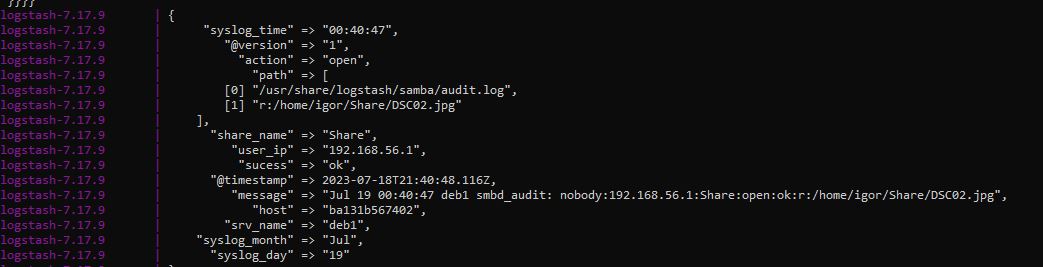 }}}}
logstash-7.17.9 | {
logstash-7.17.9 | "syslog_time" => "00:40:47",
logstash-7.17.9 | "@version" => "1",
logstash-7.17.9 | "action" => "open",
logstash-7.17.9 | "path" => [
logstash-7.17.9 | [0] "/usr/share/logstash/samba/audit.log",
logstash-7.17.9 | [1] "r:/home/igor/Share/DSC02.jpg"
logstash-7.17.9 | ],
logstash-7.17.9 | "share_name" => "Share",
logstash-7.17.9 | "user_ip" => "192.168.56.1",
logstash-7.17.9 | "sucess" => "ok",
logstash-7.17.9 | "@timestamp" => 2023-07-18T21:40:48.116Z,
logstash-7.17.9 | "message" => "Jul 19 00:40:47 deb1 smbd_audit: nobody:192.168.56.1:Share:open:ok:r:/home/igor/Share/DSC02.jpg",
logstash-7.17.9 | "host" => "ba131b567402",
logstash-7.17.9 | "srv_name" => "deb1",
logstash-7.17.9 | "syslog_month" => "Jul",
logstash-7.17.9 | "syslog_day" => "19"